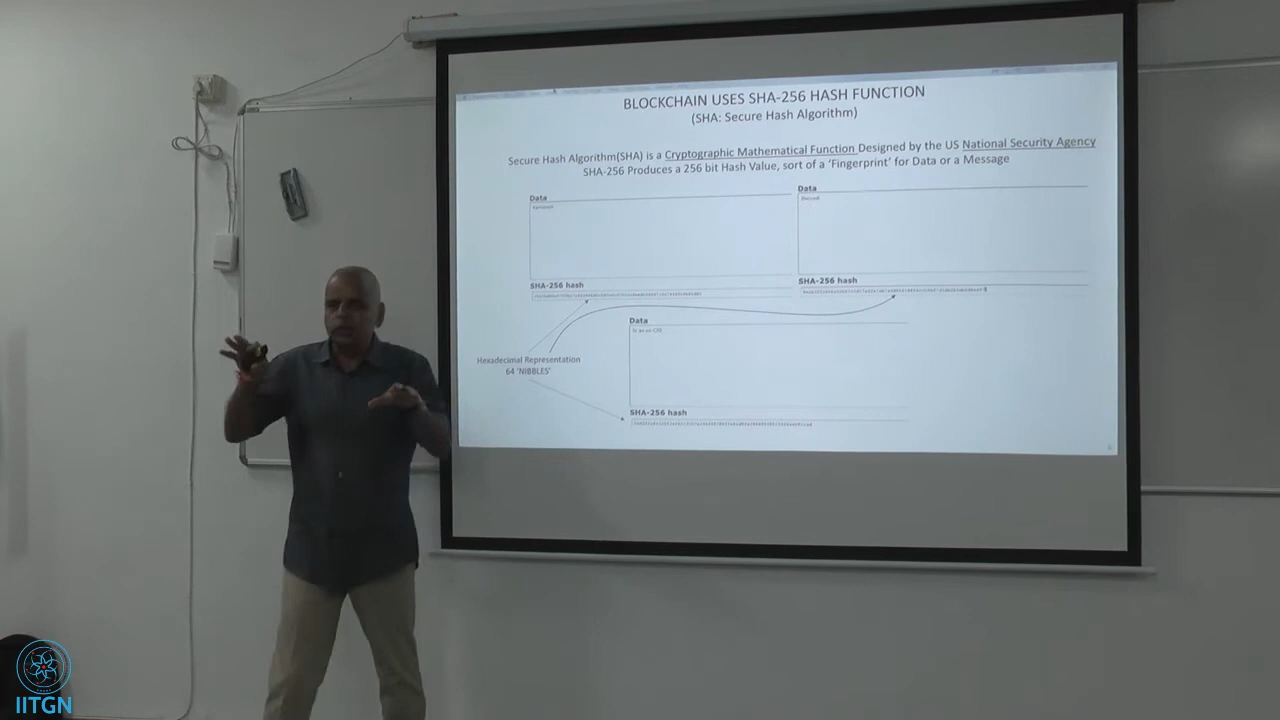 BLOCKCHAIN USES SHA-256 HASH FUNCTION
(SHA: Secure Hash Algorithm)
Secure Hash Algorithm(SHA) is a Cryptographic Mathematical Function Designed by the US National Security Agency
SHA-256 Produces a 256 bit Hash Value, sort of a 'Fingerprint' for Data or a Message
Data
SHA-256 hash
Data
SHA-256 hash
Hexadecimal Representation
64 'NIBBLES'
Data
SHA-256 hash
IITGN